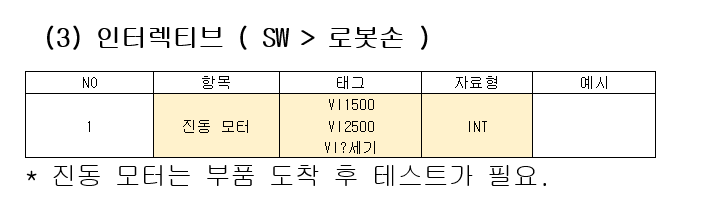 (3) 인터렉티브 ( SW > 로봇손 )
NO 항목 태그 자료형 예시
VI1500
1 진동 모터 VI2500 INT
VI?세기
* 진동 모터는 부품 도착 후 테스트가 필요.